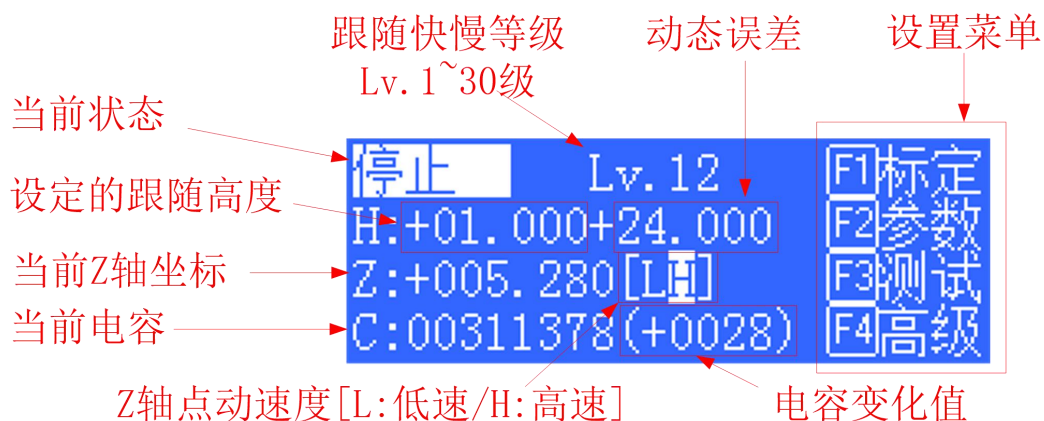 跟随快慢等级
Lv.1~30级
动态误差
设置菜单
当前状态
设定的跟随高度
当前Z轴坐标
当前电容
停止 Lv.12 F1标定
H:+01.000+24.000 F2参数
Z:+005.280[LH] F3测试
C:00311378(+0028) F4高级
Z轴点动速度[L:低速/H:高速]
电容变化值